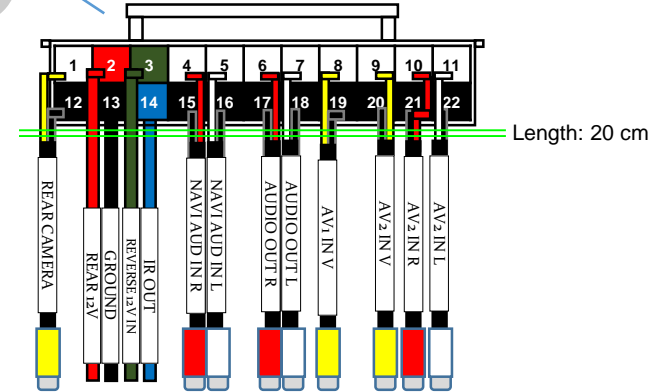 1 2 3 4 5 6 7 8 9 10 11
12 13 14 15 16 17 18 19 20 21 22
Length: 20 cm
REAR CAMERA
REAR 12V
GROUND
REVERSE 12V IN
IR OUT
NAVI AUD IN R
NAVI AUD IN L
AUDIO OUT R
AUDIO OUT L
AV1 IN V
AV2 IN V
AV2 IN R
AV2 IN L